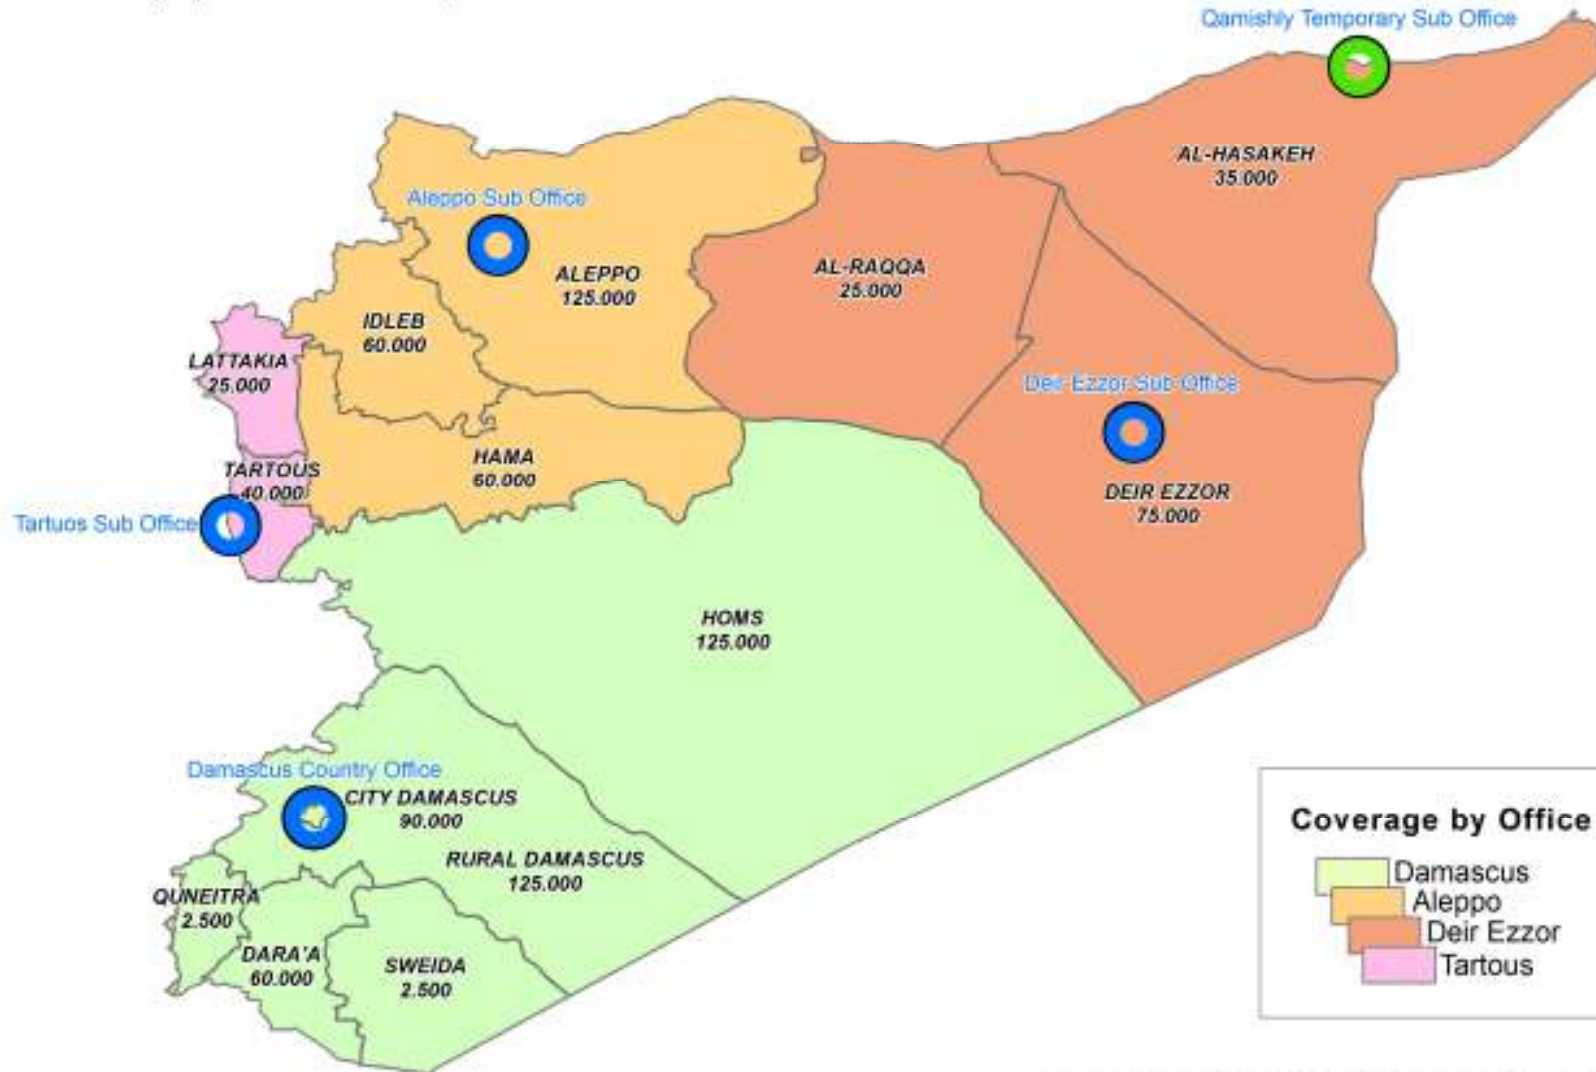 Qamishly Temporary Sub Office
AL-HASAKEH
35.000
Aleppo Sub Office
ALEPPO
125.000
AL-RAQQA
25.000
IDLEB
60.000
LATTAKIA
25.000
Deir Ezzor Sub Office
DEIR EZZOR
75.000
HAMA
60.000
TARTOUS
40.000
Tartuos Sub Office
HOMS
125.000
Damascus Country Office
CITY DAMASCUS
90.000
RURAL DAMASCUS
125.000
QUNEITRA
2.500
DARA'A
60.000
SWEIDA
2.500
Coverage by Office
Damascus
Aleppo
Deir Ezzor
Tartous